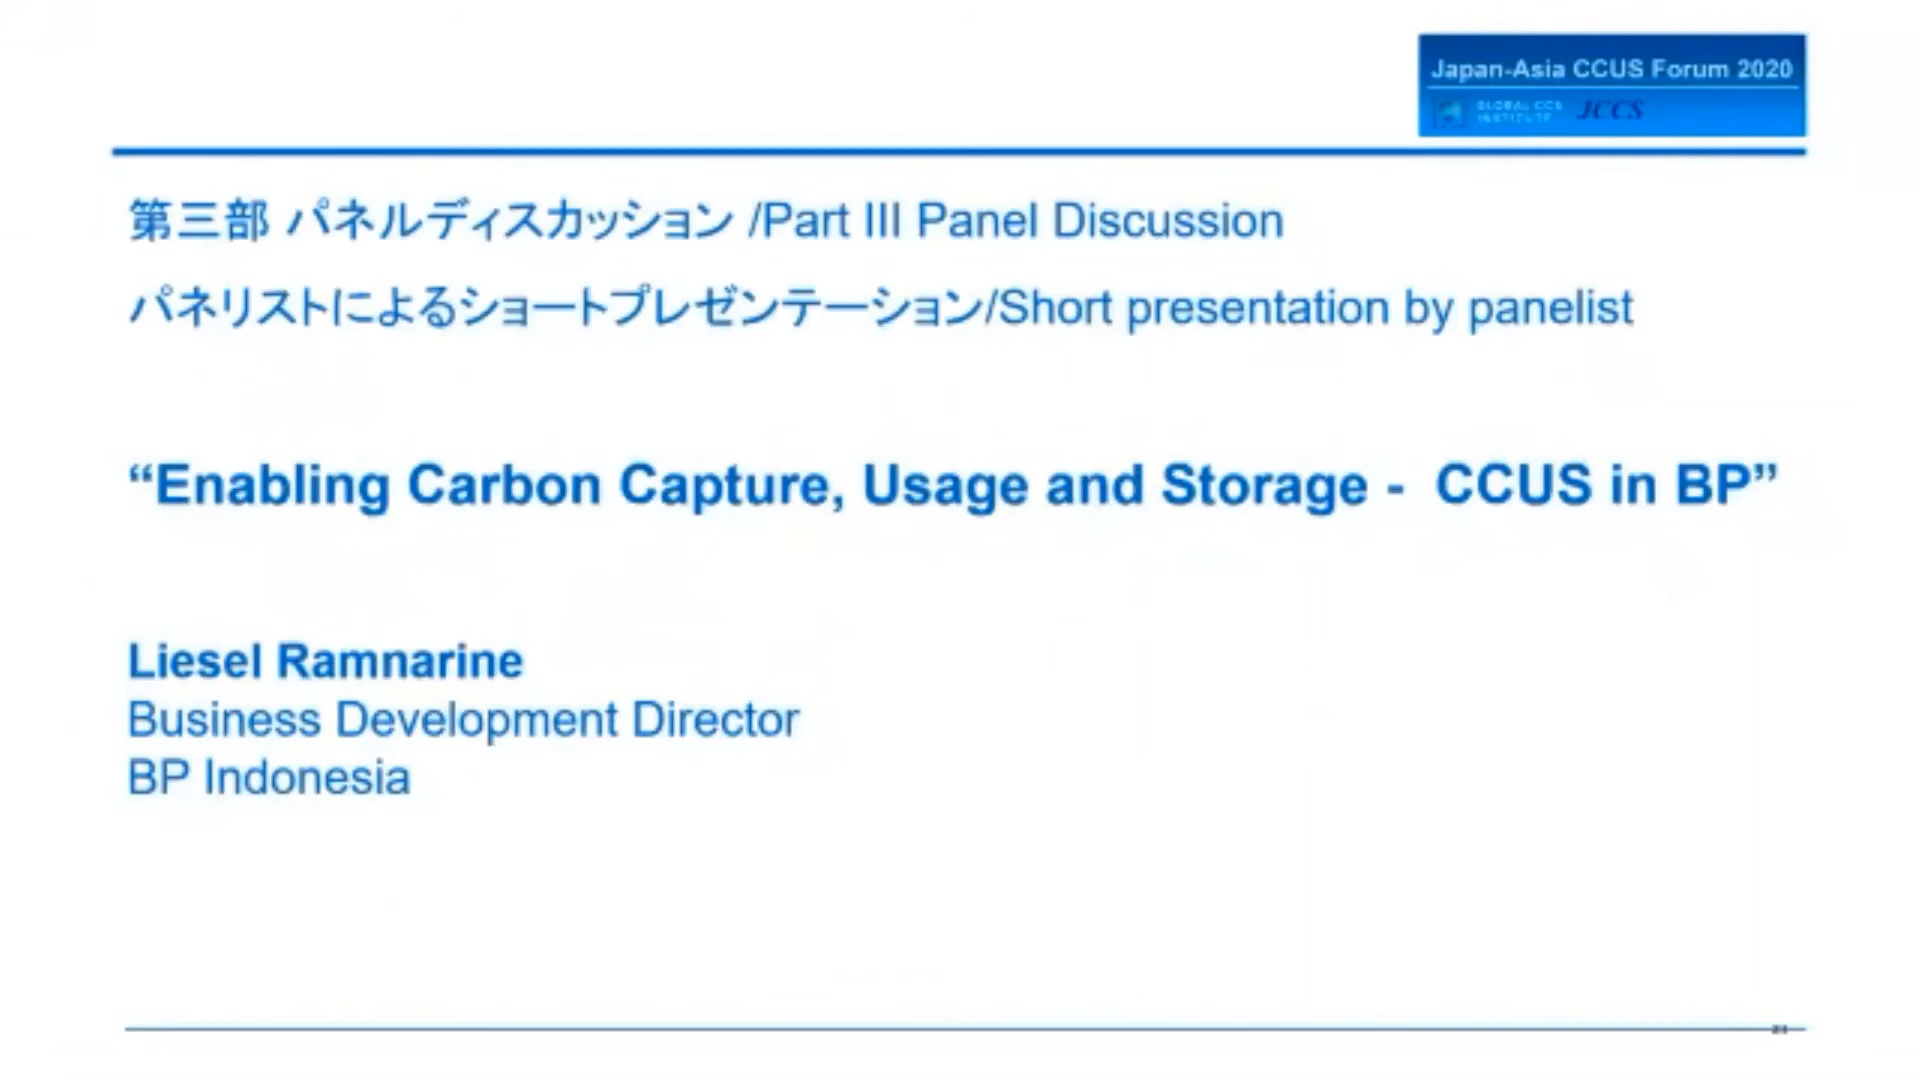 Japan-Asia CCUS Forum 2020
GLOBAL CCS
INSTITUTE
JCCS
第三部 パネルディスカッション /Part III Panel Discussion
パネリストによるショートプレゼンテーション/Short presentation by panelist
“Enabling Carbon Capture, Usage and Storage - CCUS in BP”
Liesel Ramnarine
Business Development Director
BP Indonesia